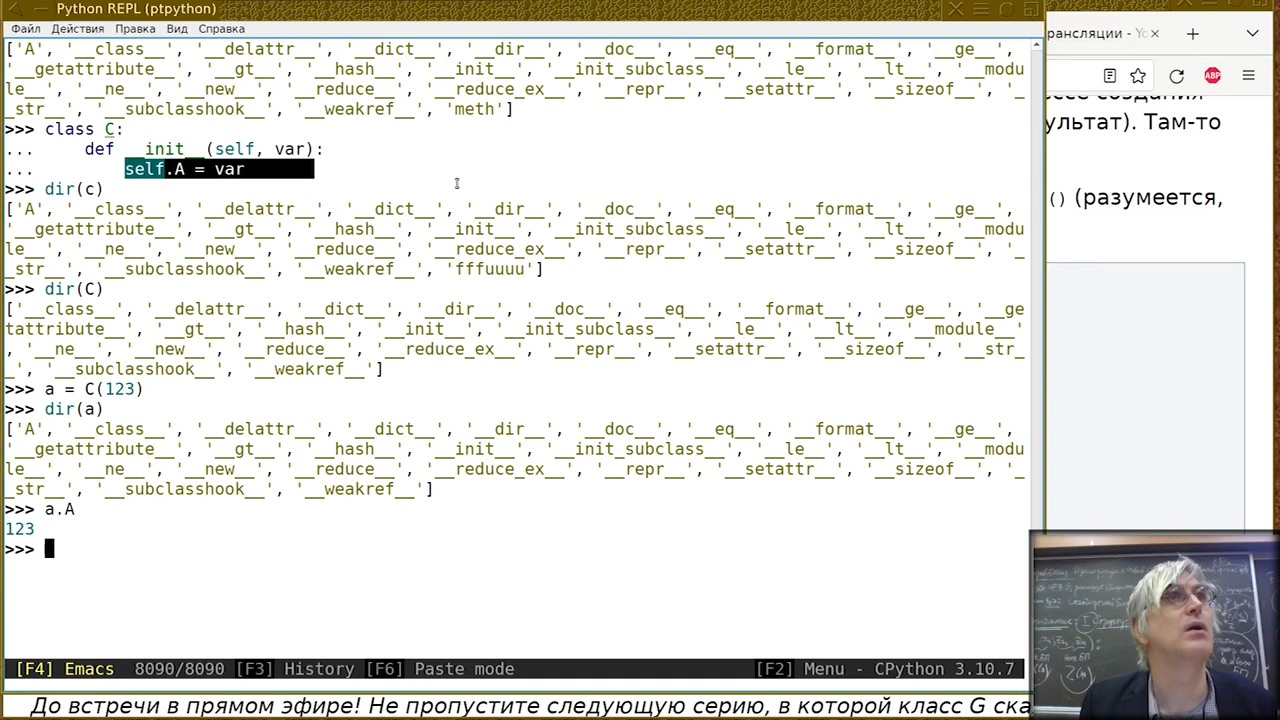 Python REPL (ptpython)
Файл Действия Правка Вид Справка
['A', '__class__', '__delattr__', '__dict__', '__dir__', '__doc__', '__eq__', '__format__', '__ge__',
'__getattribute__', '__gt__', '__hash__', '__init__', '__init_subclass__', '__le__', '__lt__', '__modu
le__', '__ne__', '__new__', '__reduce__', '__reduce_ex__', '__repr__', '__setattr__', '__sizeof__', '_
_str__', '__subclasshook__', '__weakref__', 'meth']
>>> class C:
... def __init__(self, var):
... self.A = var
>>> dir(c)
['A', '__class__', '__delattr__', '__dict__', '__dir__', '__doc__', '__eq__', '__format__', '__ge__',
'__getattribute__', '__gt__', '__hash__', '__init__', '__init_subclass__', '__le__', '__lt__', '__modu
le__', '__ne__', '__new__', '__reduce__', '__reduce_ex__', '__repr__', '__setattr__', '__sizeof__', '_
_str__', '__subclasshook__', '__weakref__', 'fffuuuu']
>>> dir(C)
['__class__', '__delattr__', '__dict__', '__dir__', '__doc__', '__eq__', '__format__', '__ge__', '__ge
tattribute__', '__gt__', '__hash__', '__init__', '__init_subclass__', '__le__', '__lt__', '__module__'
, '__ne__', '__new__', '__reduce__', '__reduce_ex__', '__repr__', '__setattr__', '__sizeof__', '__str_
_', '__subclasshook__', '__weakref__']
>>> a = C(123)
>>> dir(a)
['A', '__class__', '__delattr__', '__dict__', '__dir__', '__doc__', '__eq__', '__format__', '__ge__',
'__getattribute__', '__gt__', '__hash__', '__init__', '__init_subclass__', '__le__', '__lt__', '__modu
le__', '__ne__', '__new__', '__reduce__', '__reduce_ex__', '__repr__', '__setattr__', '__sizeof__', '_
_str__', '__subclasshook__', '__weakref__']
>>> a.A
123
>>>
[F4] Emacs 8090/8090 [F3] History [F6] Paste mode [F2] Menu - CPython 3.10.7
рансляции -
ABP
ссе создания
ультат). Там-то
() (разумеется,
До встречи в прямом эфире! Не пропустите следующую серию, в которой класс G ска